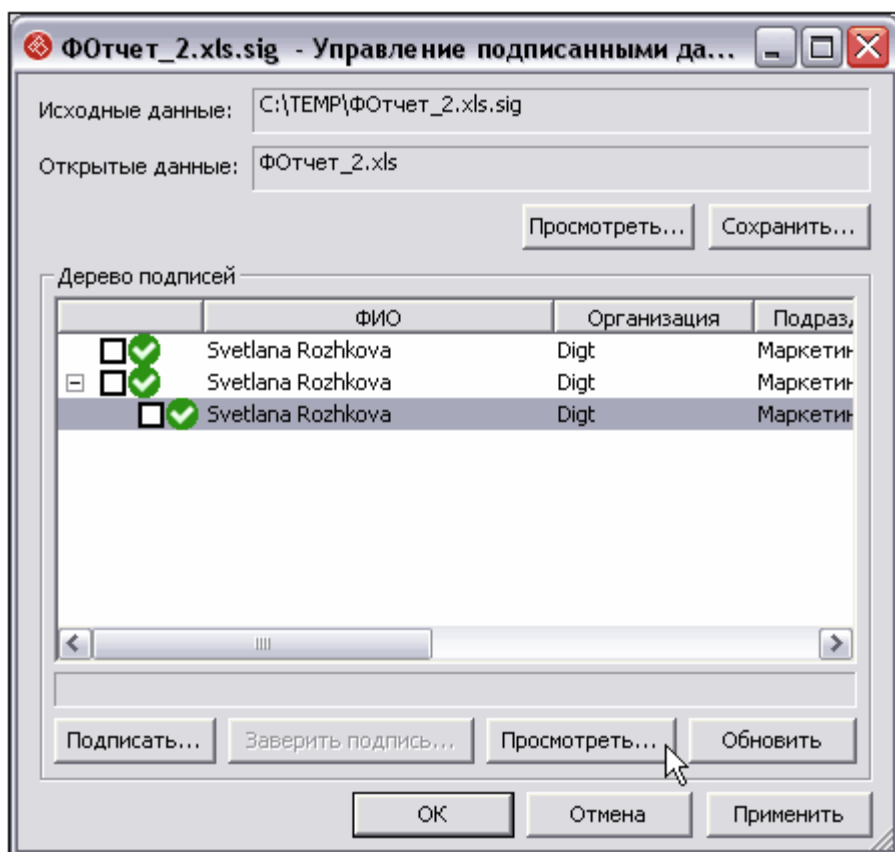 ФОтчет_2.xls.sig - Управление подписанными да...
Исходные данные: C:\TEMP\ФОтчет_2.xls.sig
Открытые данные: ФОтчет_2.xls
Просмотреть... Сохранить...
Дерево подписей
ФИО Организация Подраз
Svetlana Rozhkova Digt Маркетин
Svetlana Rozhkova Digt Маркетин
Svetlana Rozhkova Digt Маркетин
Подписать... Заверить подпись... Просмотреть... Обновить
ОК Отмена Применить